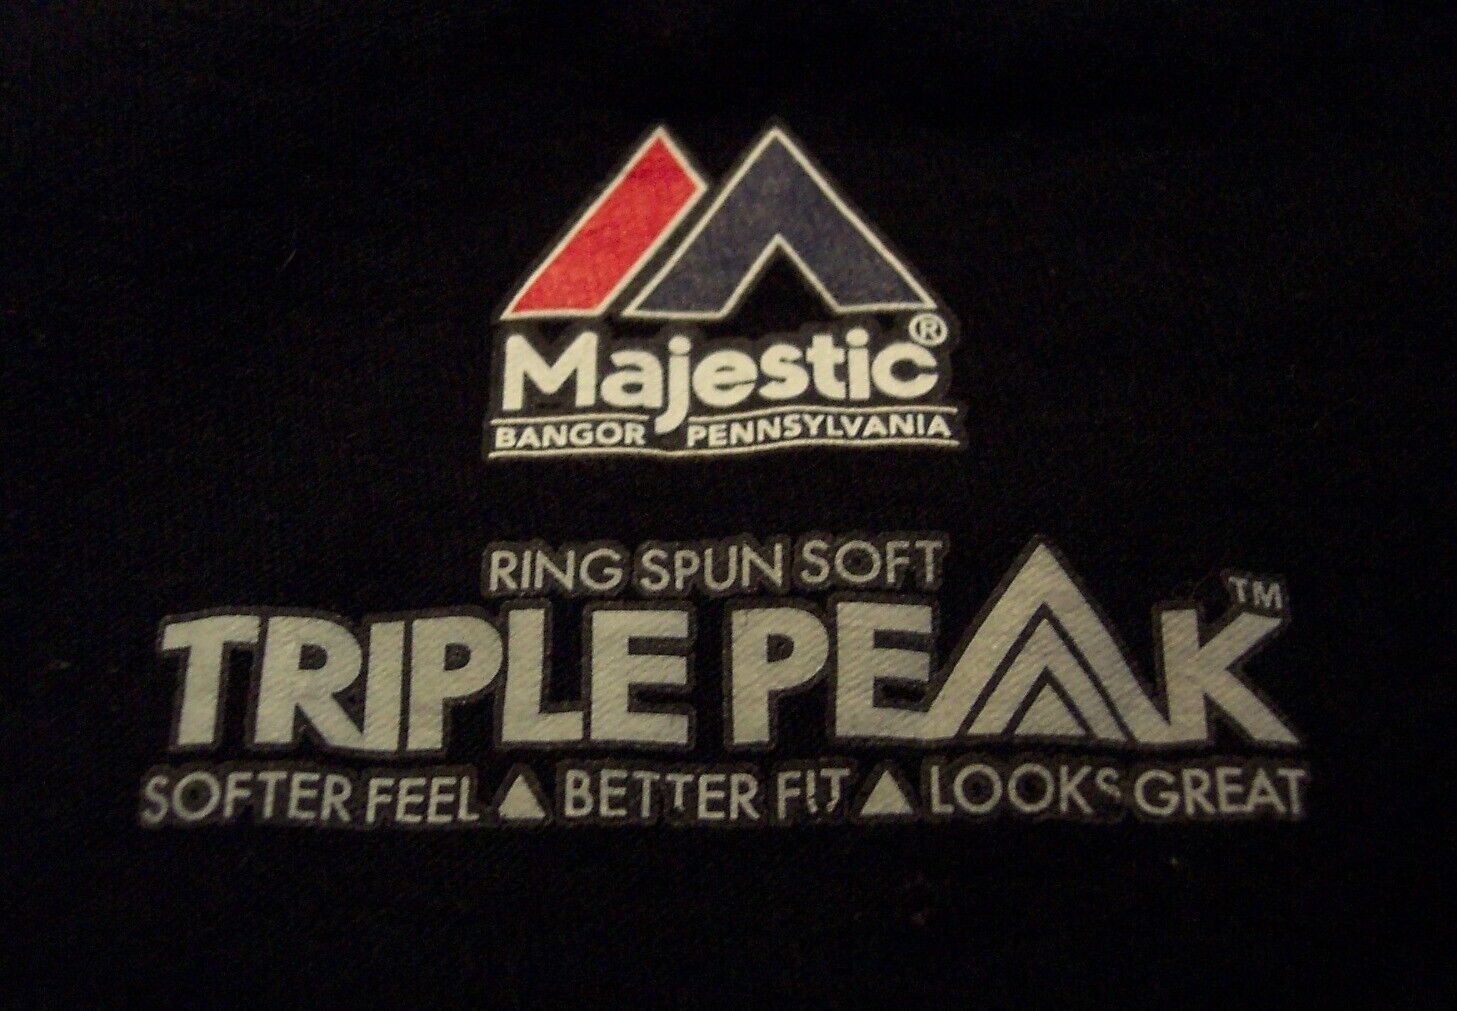 Majestic®
BANGOR PENNSYLVANIA
RING SPUN SOFT
TRIPLE PEAK™
SOFTER FEEL ▲ BETTER FIT ▲ LOOKS GREAT